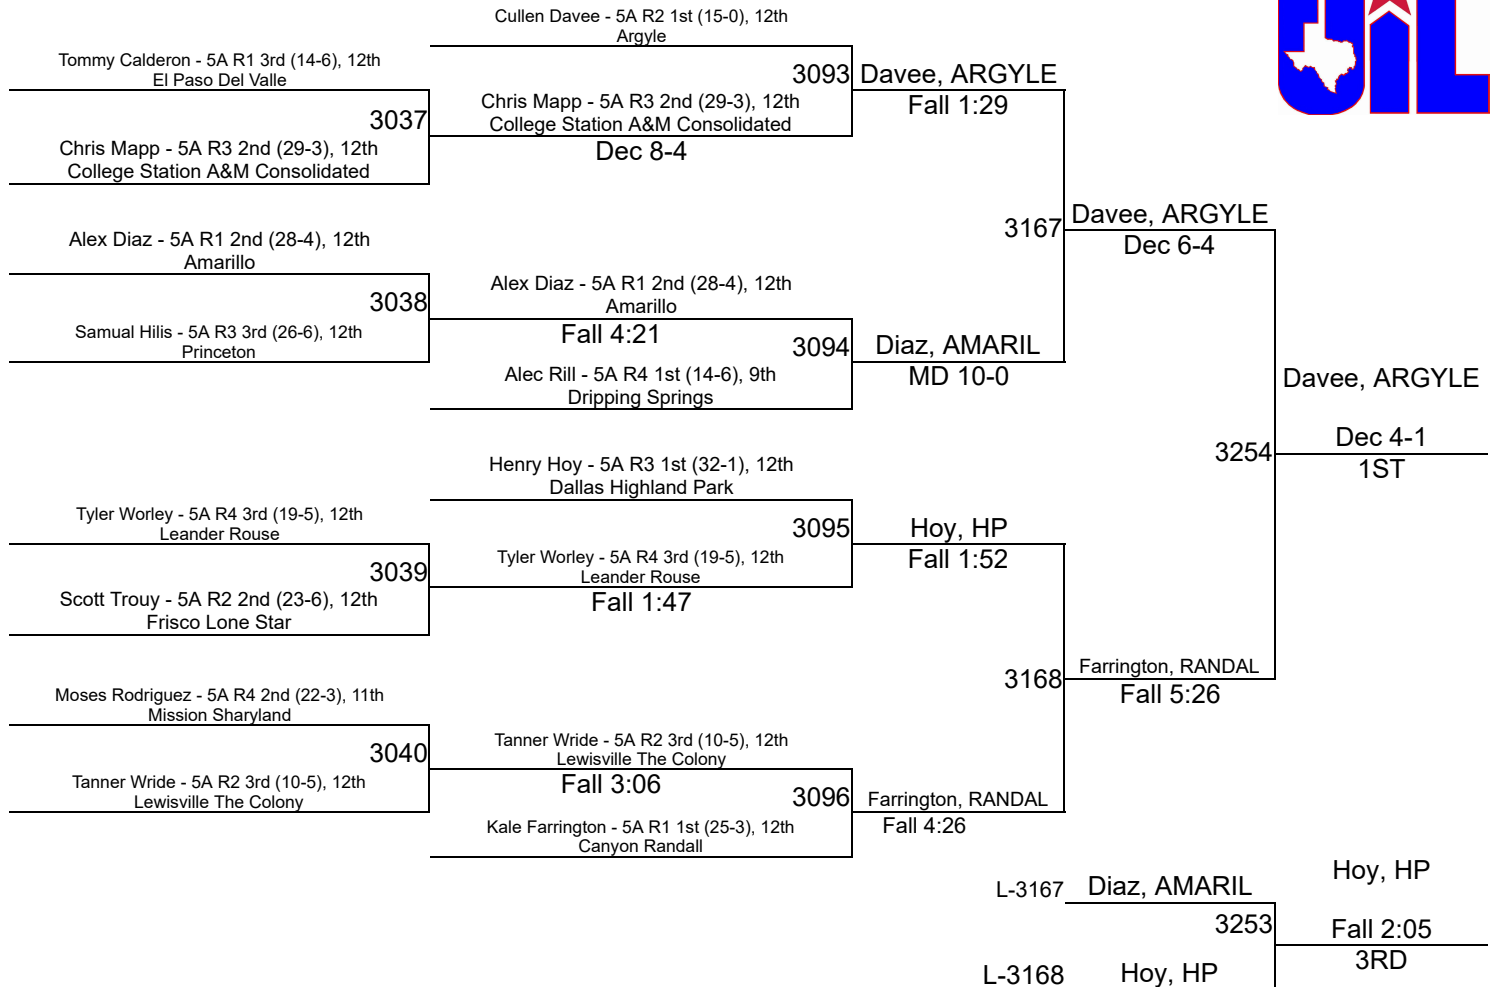 Cullen Davee - 5A R2 1st (15-0), 12th
Argyle
UIL
Tommy Calderon - 5A R1 3rd (14-6), 12th
El Paso Del Valle
3093
Davee, ARGYLE
Fall 1:29
3037
Chris Mapp - 5A R3 2nd (29-3), 12th
College Station A&M Consolidated
Dec 8-4
Chris Mapp - 5A R3 2nd (29-3), 12th
College Station A&M Consolidated
3167
Davee, ARGYLE
Dec 6-4
Alex Diaz - 5A R1 2nd (28-4), 12th
Amarillo
3038
Alex Diaz - 5A R1 2nd (28-4), 12th
Amarillo
Fall 4:21
Samual Hilis - 5A R3 3rd (26-6), 12th
Princeton
3094
Diaz, AMARIL
MD 10-0
Alec Rill - 5A R4 1st (14-6), 9th
Dripping Springs
Davee, ARGYLE
3254
Dec 4-1
1ST
Henry Hoy - 5A R3 1st (32-1), 12th
Dallas Highland Park
Tyler Worley - 5A R4 3rd (19-5), 12th
Leander Rouse
3095
Hoy, HP
Fall 1:52
3039
Tyler Worley - 5A R4 3rd (19-5), 12th
Leander Rouse
Fall 1:47
Scott Trouy - 5A R2 2nd (23-6), 12th
Frisco Lone Star
3168
Farrington, RANDAL
Fall 5:26
Moses Rodriguez - 5A R4 2nd (22-3), 11th
Mission Sharyland
3040
Tanner Wride - 5A R2 3rd (10-5), 12th
Lewisville The Colony
Fall 3:06
Tanner Wride - 5A R2 3rd (10-5), 12th
Lewisville The Colony
3096
Farrington, RANDAL
Fall 4:26
Kale Farrington - 5A R1 1st (25-3), 12th
Canyon Randall
L-3167
Diaz, AMARIL
Hoy, HP
3253
Fall 2:05
3RD
L-3168
Hoy, HP